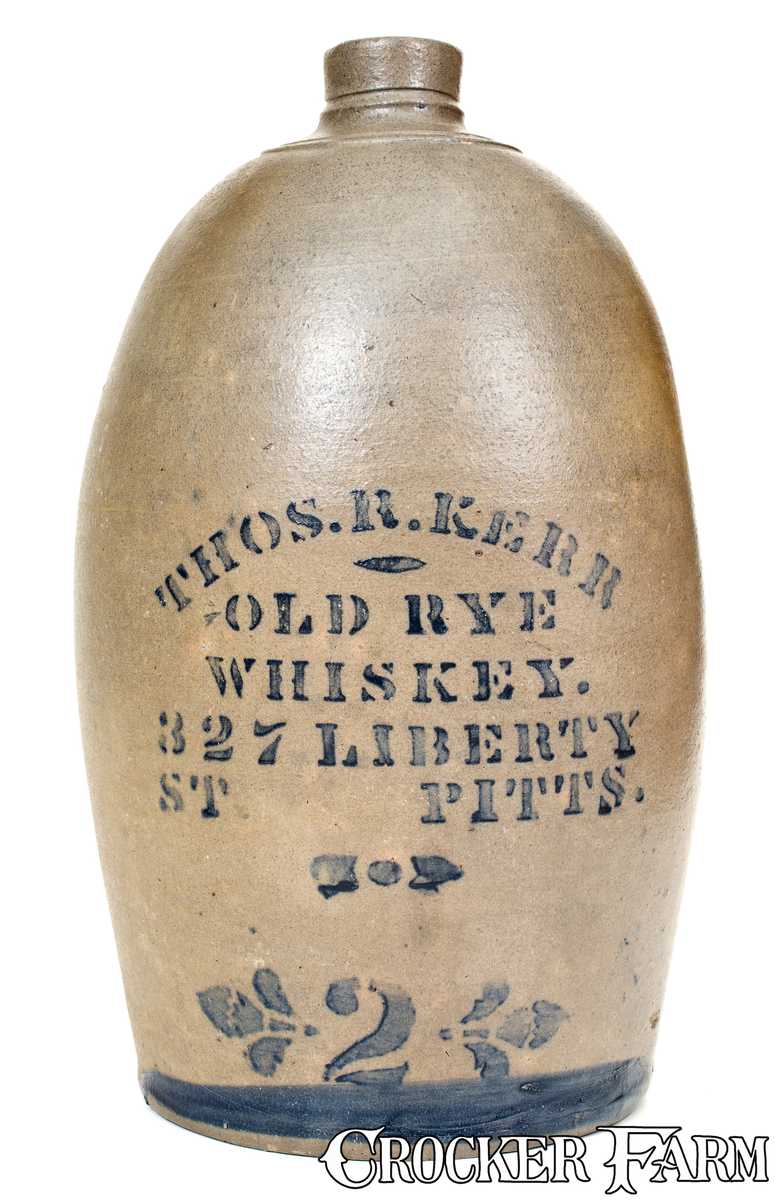 THOS. R. KERR
OLD RYE
WHISKEY.
327 LIBERTY
ST PITTS.
2
CROCKER FARM